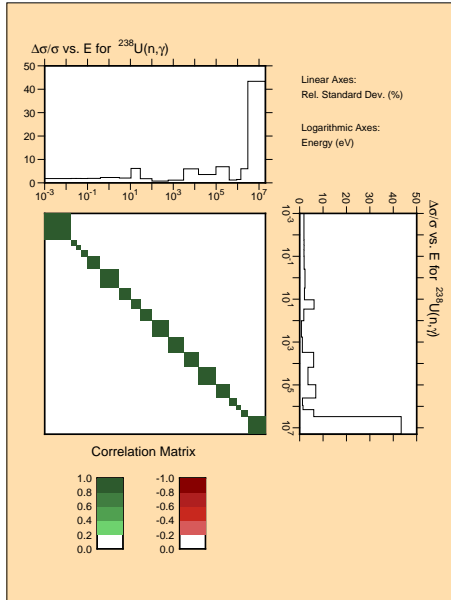 Δσ/σ vs. E for ²³⁸U(n,γ)
50
40
30
20
10
0
10⁻³ 10⁻¹ 10¹ 10³ 10⁵ 10⁷
Linear Axes:
Rel. Standard Dev. (%)
Logarithmic Axes:
Energy (eV)
0 10 20 30 40 50
10⁻³
10⁻¹
10¹
10³
10⁵
10⁷
Δσ/σ vs. E for ²³⁸U(n,γ)
Correlation Matrix
1.0 -1.0
0.8 -0.8
0.6 -0.6
0.4 -0.4
0.2 -0.2
0.0 0.0